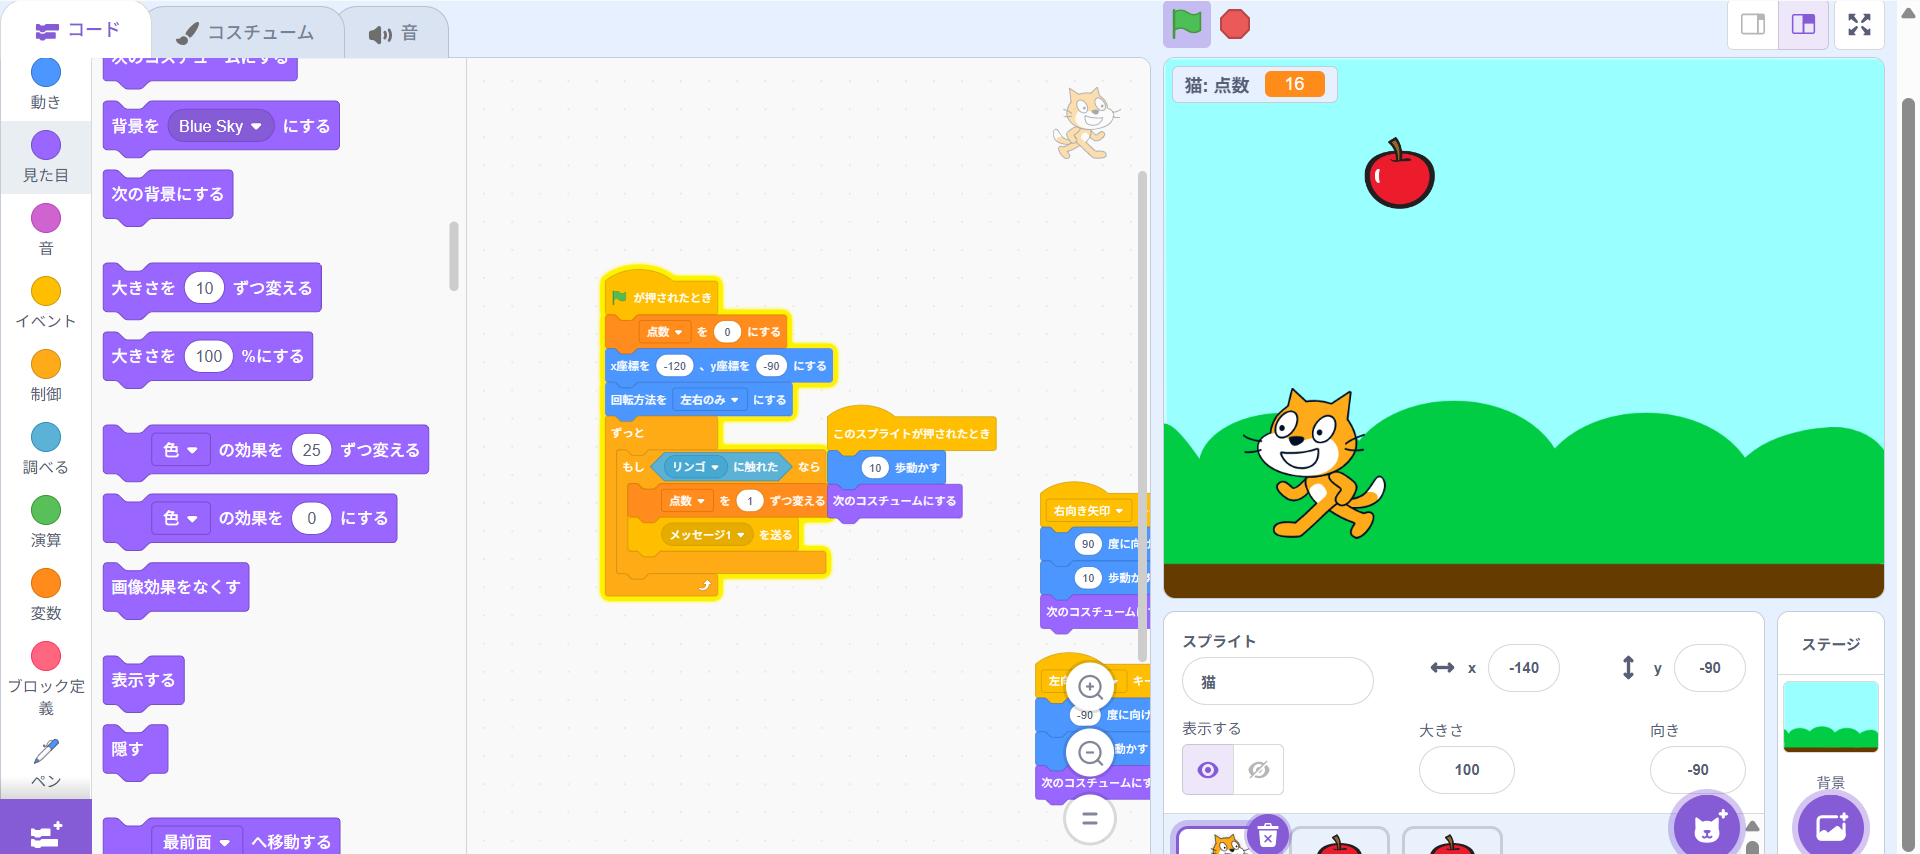 コード
コスチューム
音
動き
見た目
音
イベント
制御
調べる
演算
変数
ブロック定
義
ペン
次のコスチュームにする
背景を Blue Sky にする
次の背景にする
大きさを 10 ずつ変える
大きさを 100 %にする
色 の効果を 25 ずつ変える
色 の効果を 0 にする
画像効果をなくす
表示する
隠す
最前面 へ移動する
が押されたとき
点数 を 0 にする
x座標を -120 、y座標を -90 にする
回転方法を 左右のみ にする
ずっと
もし リンゴ に触れた なら
点数 を 1 ずつ変える
メッセージ1 を送る
このスプライトが押されたとき
10 歩動かす
次のコスチュームにする
右向き矢印
90 度に向
10 歩動か
次のコスチューム
左 キー
-90 度に向け
動かす
次のコスチュームにす
猫: 点数 16
スプライト
猫
x -140
y -90
表示する
大きさ
100
向き
-90
ステージ
背景